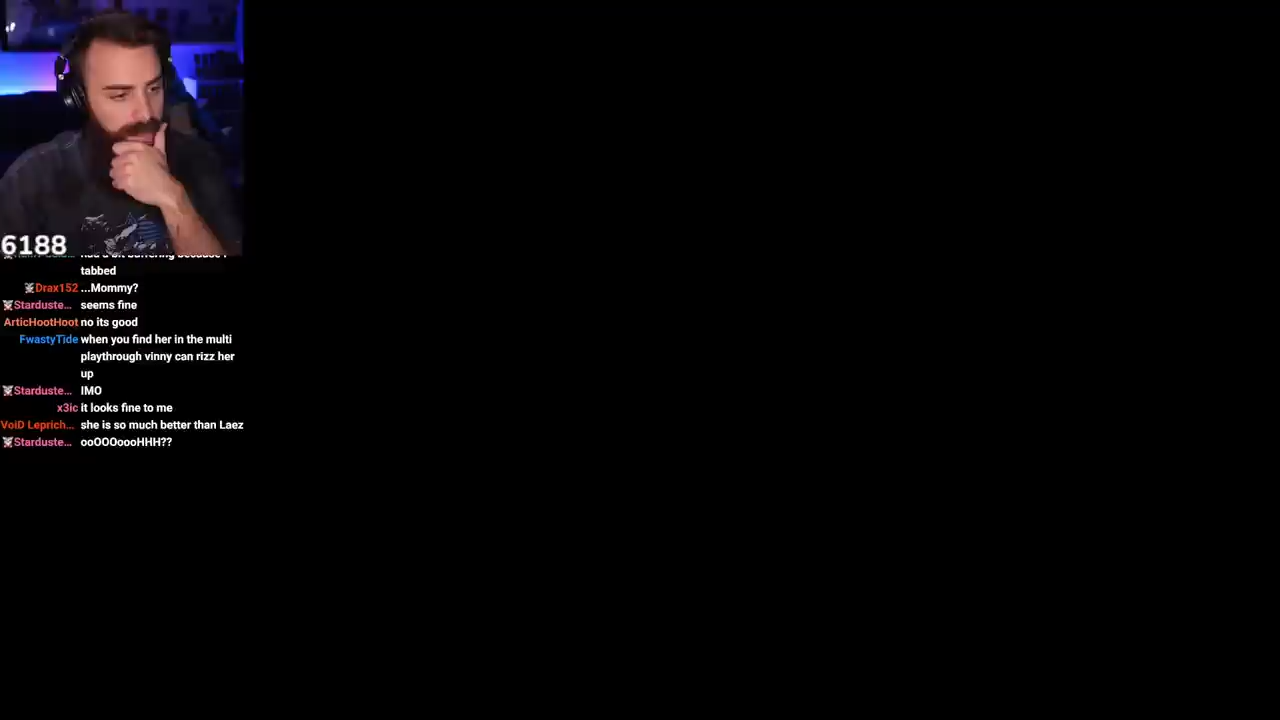 6188
tabbed
Drax152 ...Mommy?
Starduste... seems fine
ArticHootHoot no its good
FwastyTide when you find her in the multi
playthrough vinny can rizz her
up
Starduste... IMO
x3ic it looks fine to me
VoiD Leprich... she is so much better than Laez
Starduste... ooOOOoooHHH??